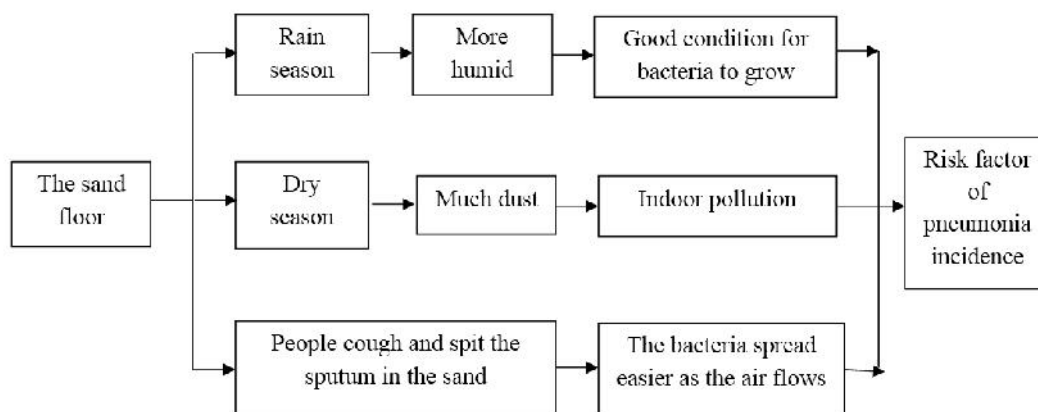 Rain
season
More
humid
Good condition for
bacteria to grow
The sand
floor
Dry
season
Much dust
Indoor pollution
Risk factor
of
pneumonia
incidence
People cough and spit the
sputum in the sand
The bacteria spread
easier as the air flows